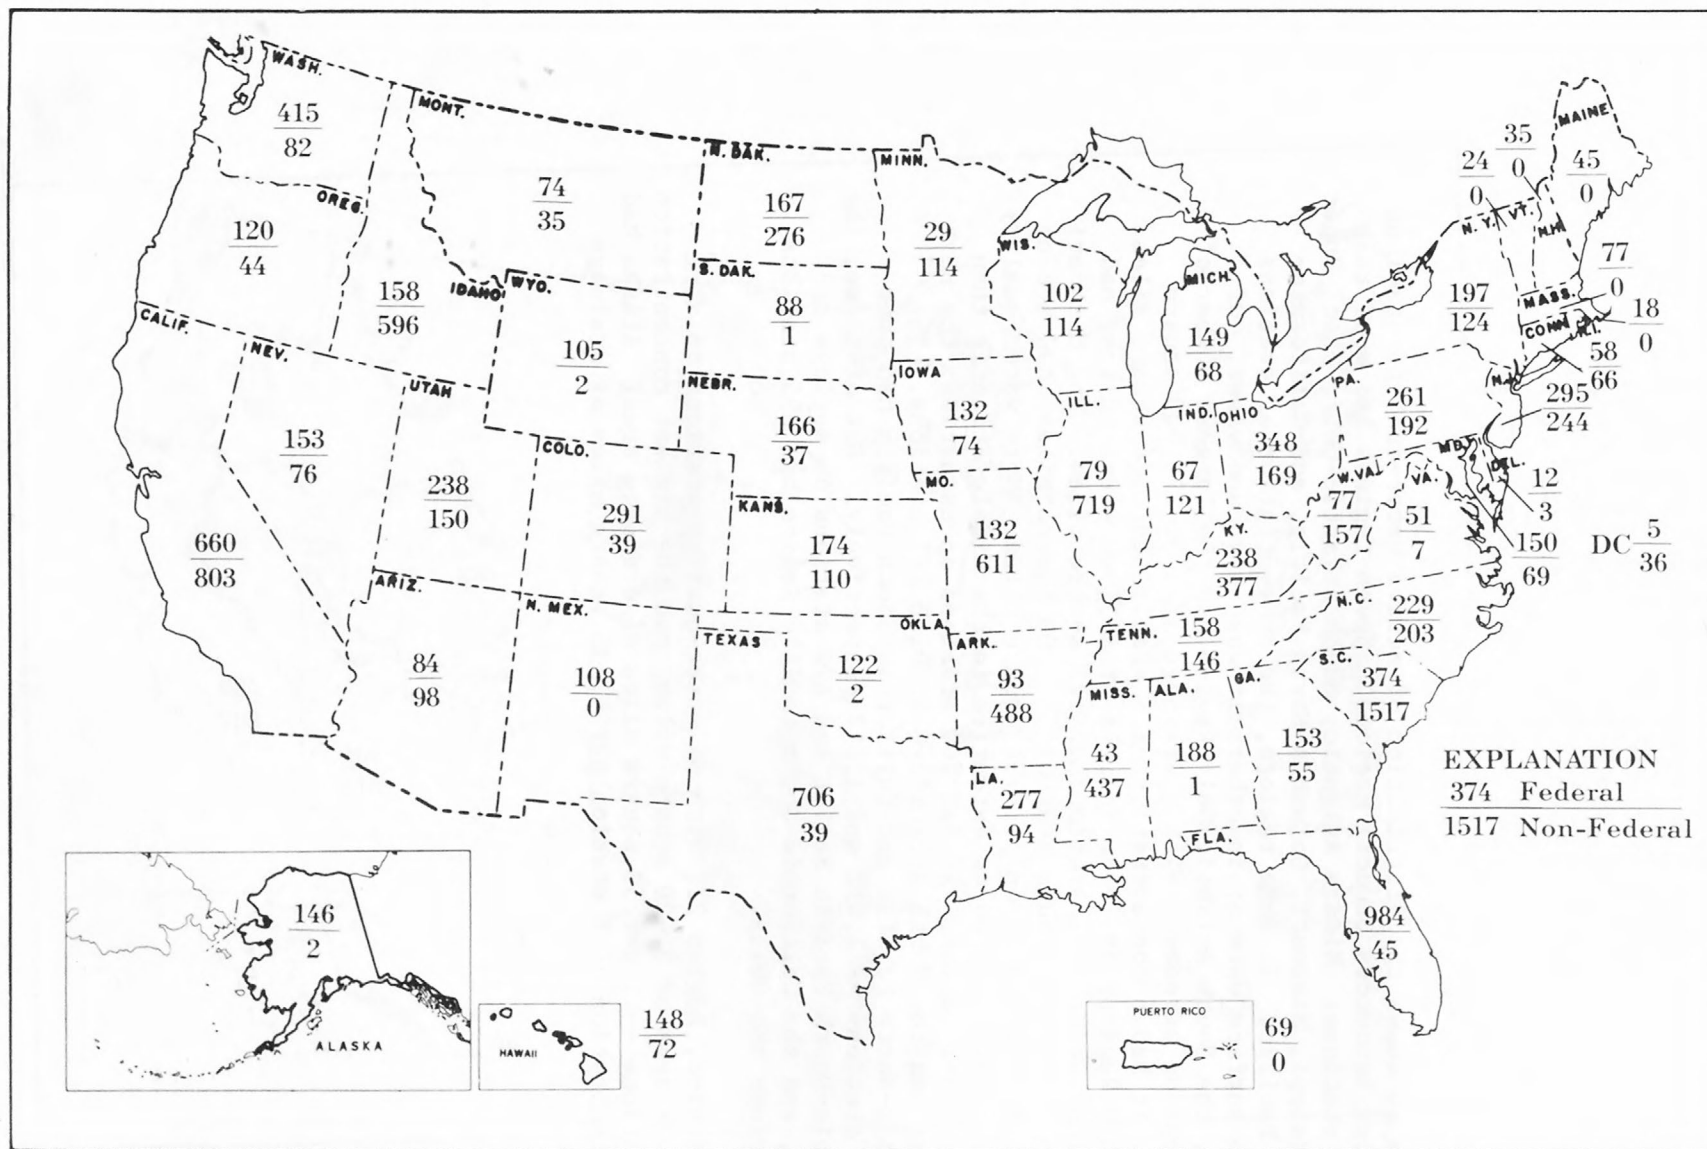 WASH.
415
82
MONT.
74
35
N. DAK.
167
276
MINN.
29
114
OREG.
120
44
IDAHO
158
596
WYO.
105
2
S. DAK.
88
1
WIS.
102
114
MICH.
149
68
35
0
24
0
MAINE
45
0
N.Y.
VT.
N.H.
197
124
MASS.
77
0
CONN
R.I.
18
0
58
66
CALIF.
660
803
NEV.
153
76
UTAH
238
150
COLO.
291
39
NEBR.
166
37
IOWA
132
74
ILL.
79
719
IND.
67
121
OHIO
348
169
PA.
261
192
N.J.
295
244
MD.
DEL.
12
3
W.VA.
77
157
VA.
51
7
150
69
DC
5
36
KANS.
174
110
MO.
132
611
KY.
238
377
ARIZ.
84
98
N. MEX.
108
0
TEXAS
706
39
OKLA.
122
2
ARK.
93
488
TENN.
158
146
N.C.
229
203
S.C.
374
1517
MISS.
43
437
ALA.
188
1
GA.
153
55
LA.
277
94
FLA.
984
45
EXPLANATION
374 Federal
1517 Non-Federal
146
2
ALASKA
HAWAII
148
72
PUERTO RICO
69
0